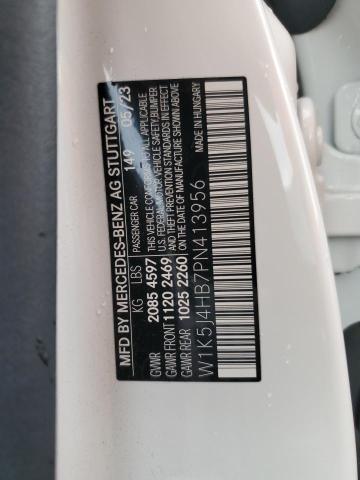 MFD BY MERCEDES-BENZ AG STUTTGART
PASSENGER CAR 149 05/23
KG LBS
GVWR 2085 4597
GAWR FRONT 1120 2469
GAWR REAR 1025 2260
THIS VEHICLE CONFORMS TO ALL APPLICABLE
U.S. FEDERAL MOTOR VEHICLE SAFETY BUMPER
AND THEFT PREVENTION STANDARDS IN EFFECT
ON THE DATE OF MANUFACTURE SHOWN ABOVE
MADE IN HUNGARY
W1K5J4HB7PN413956